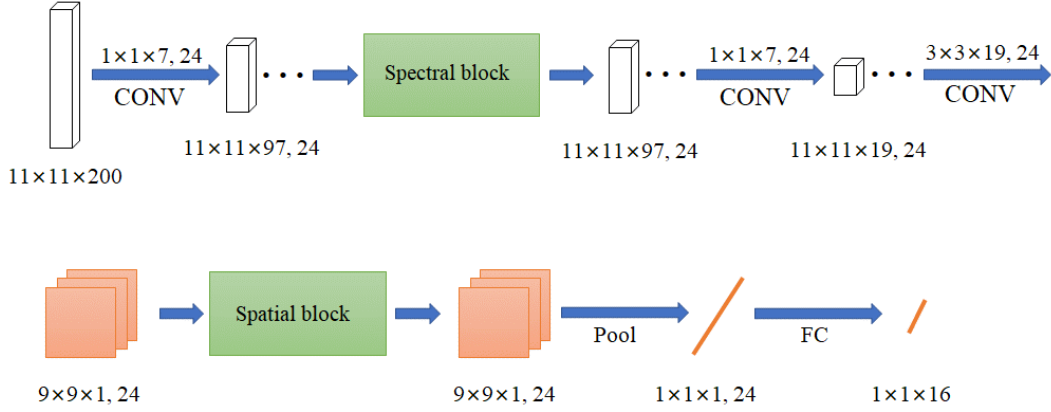 1×1×7, 24
CONV
Spectral block
1×1×7, 24
CONV
3×3×19, 24
CONV
11×11×200
11×11×97, 24
11×11×97, 24
11×11×19, 24
Spatial block
Pool
FC
9×9×1, 24
9×9×1, 24
1×1×1, 24
1×1×16